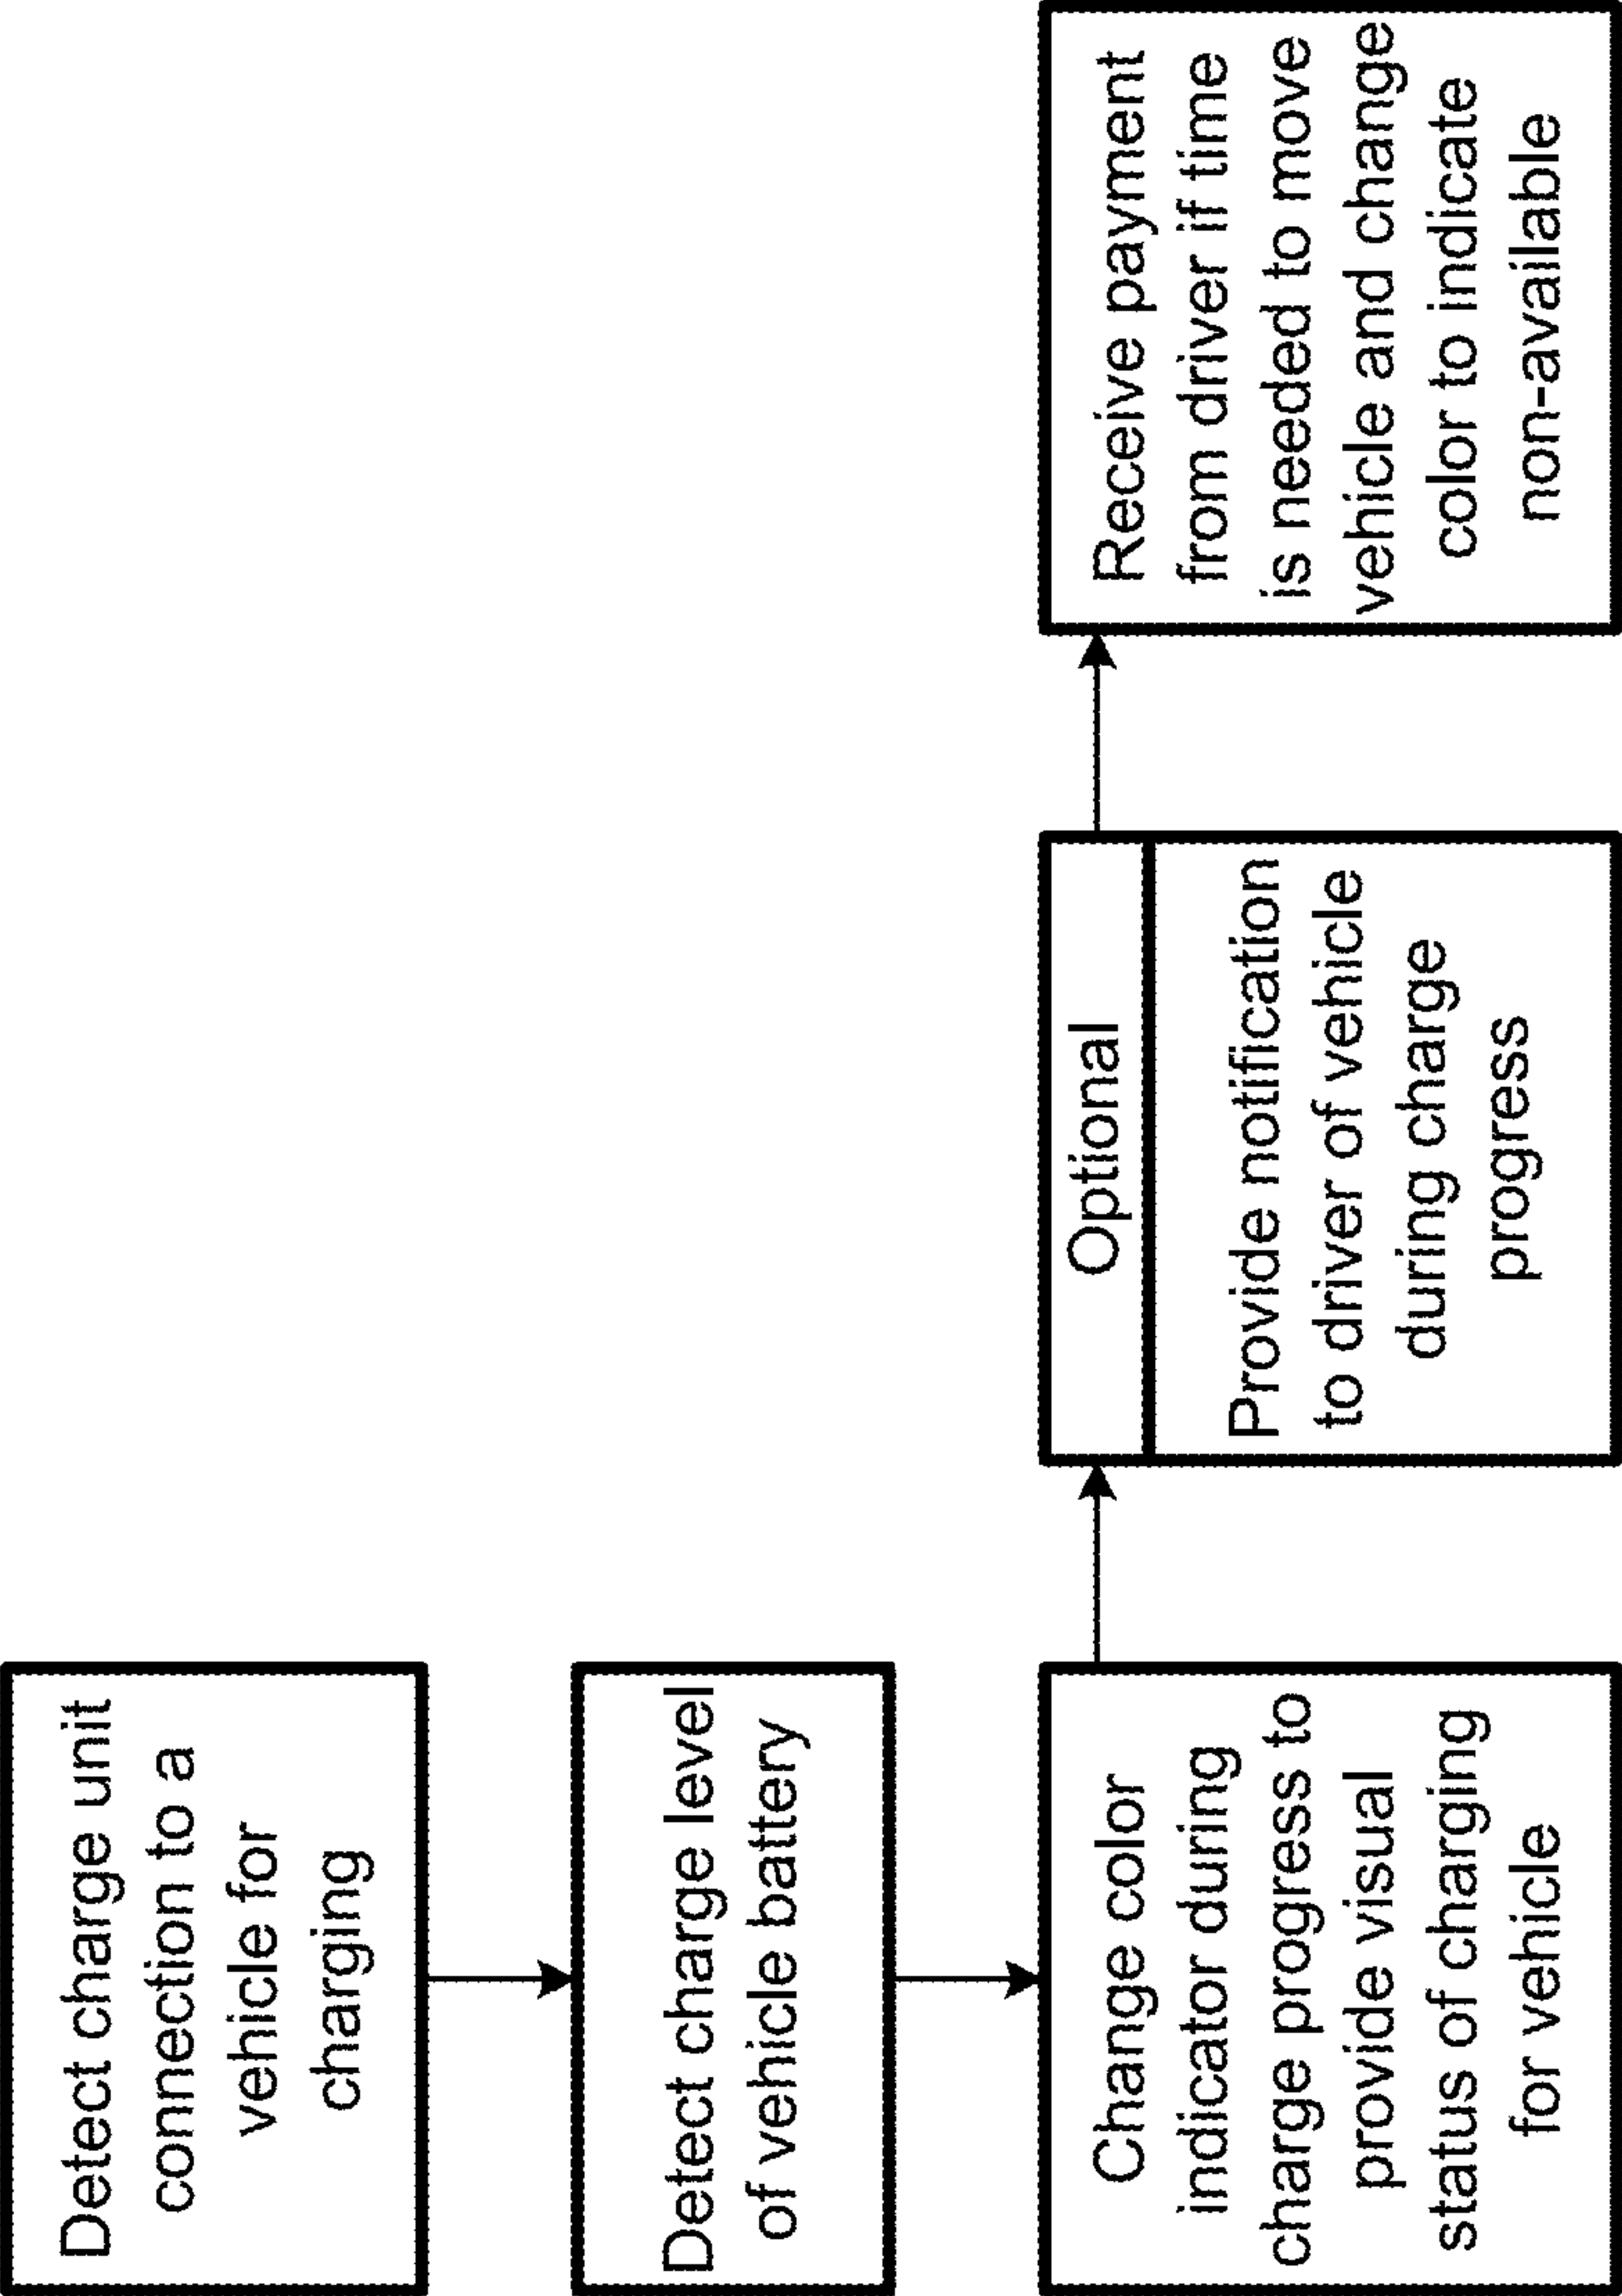 Detect charge unit
connection to a
vehicle for
charging
Detect charge level
of vehicle battery
Change color
indicator during
charge progress to
provide visual
status of charging
for vehicle
Optional
Provide notification
to driver of vehicle
during charge
progress
Receive payment
from driver if time
is needed to move
vehicle and change
color to indicate
non-available